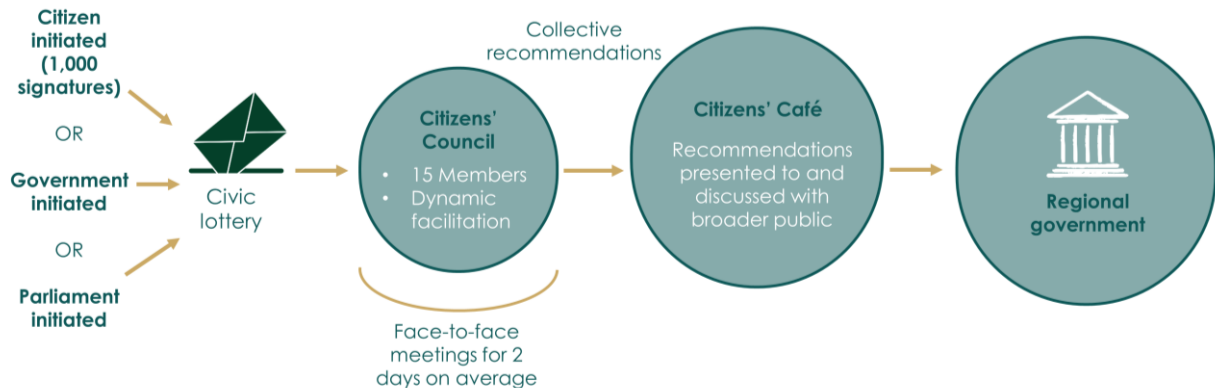 Citizen
initiated
(1,000
signatures)
OR
Government
initiated
OR
Parliament
initiated
Civic
lottery
Citizens’
Council
• 15 Members
• Dynamic
facilitation
Face-to-face
meetings for 2
days on average
Collective
recommendations
Citizens’ Café
Recommendations
presented to and
discussed with
broader public
Regional
government